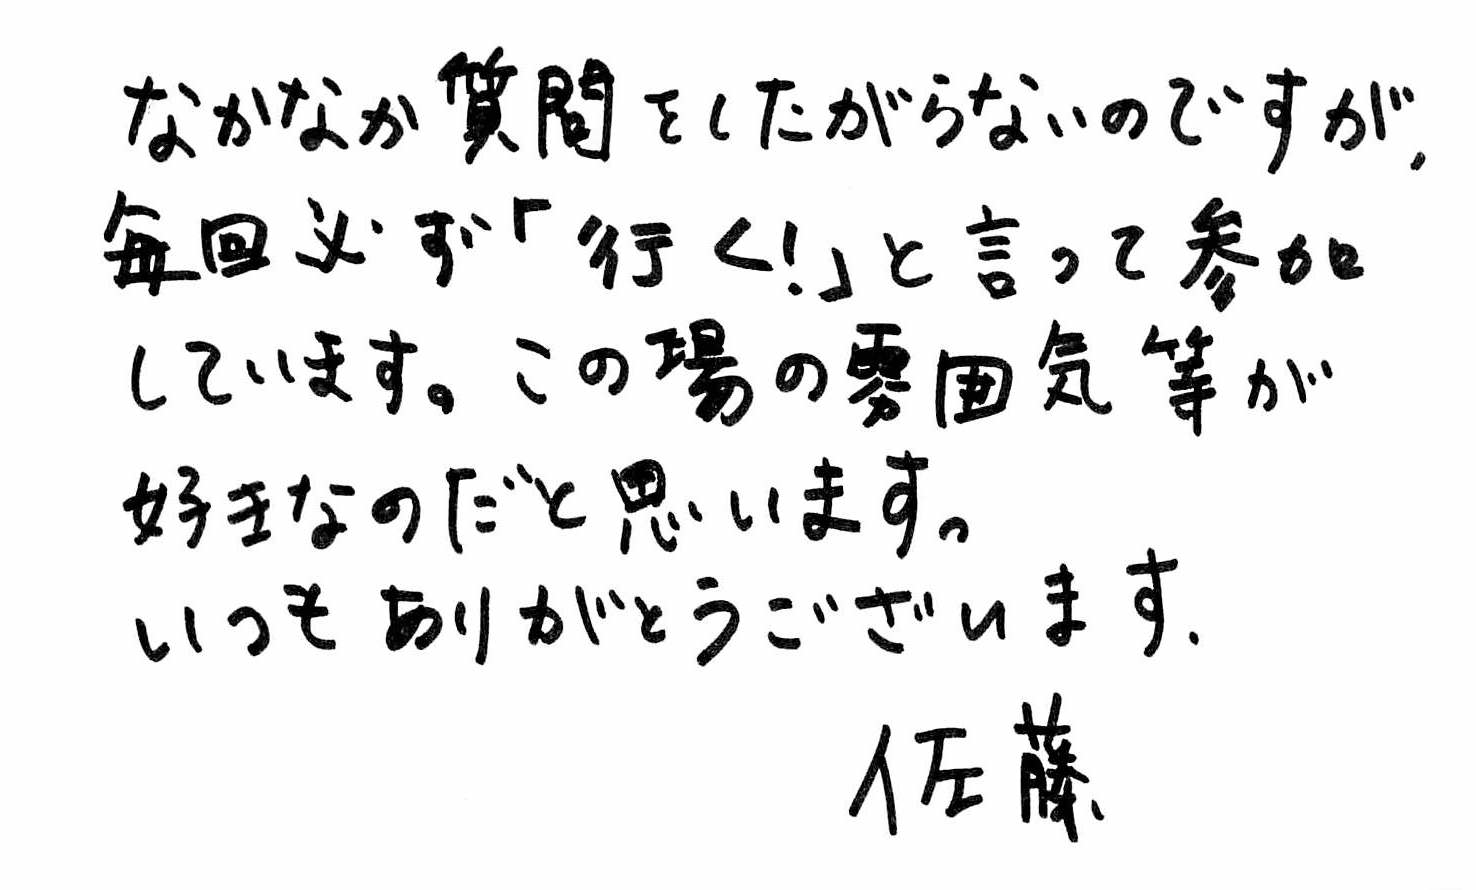 なかなか質問をしたがらないのですが、
毎回必ず「行く!」と言って参加
しています。この場の雰囲気等が
好きなのだと思います。
いつもありがとうございます.
佐藤